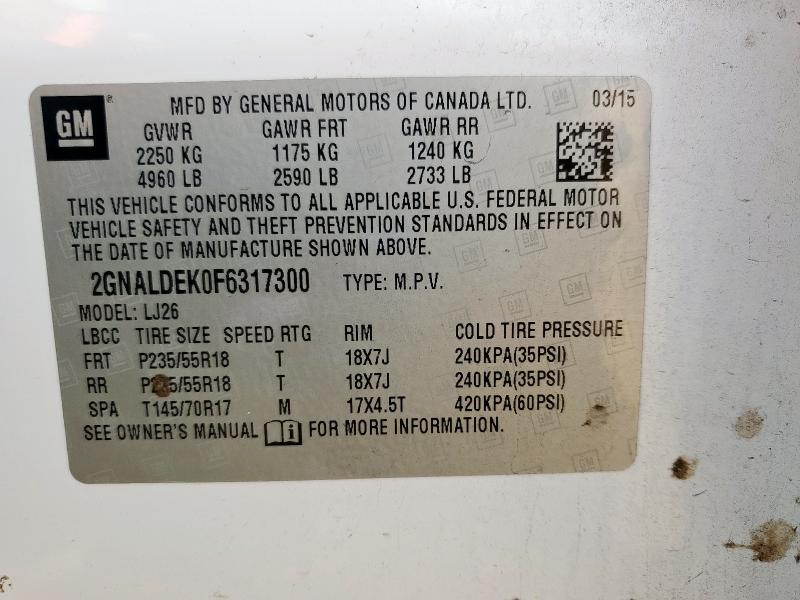 GM ® MFD BY GENERAL MOTORS OF CANADA LTD. 03/15
GVWR GAWR FRT GAWR RR
2250 KG 1175 KG 1240 KG
4960 LB 2590 LB 2733 LB
THIS VEHICLE CONFORMS TO ALL APPLICABLE U.S. FEDERAL MOTOR
VEHICLE SAFETY AND THEFT PREVENTION STANDARDS IN EFFECT ON
THE DATE OF MANUFACTURE SHOWN ABOVE.
2GNALDEK0F6317300 TYPE: M.P.V.
MODEL: LJ26
LBCC TIRE SIZE SPEED RTG RIM COLD TIRE PRESSURE
FRT P235/55R18 T 18X7J 240KPA(35PSI)
RR P235/55R18 T 18X7J 240KPA(35PSI)
SPA T145/70R17 M 17X4.5T 420KPA(60PSI)
SEE OWNER'S MANUAL FOR MORE INFORMATION.